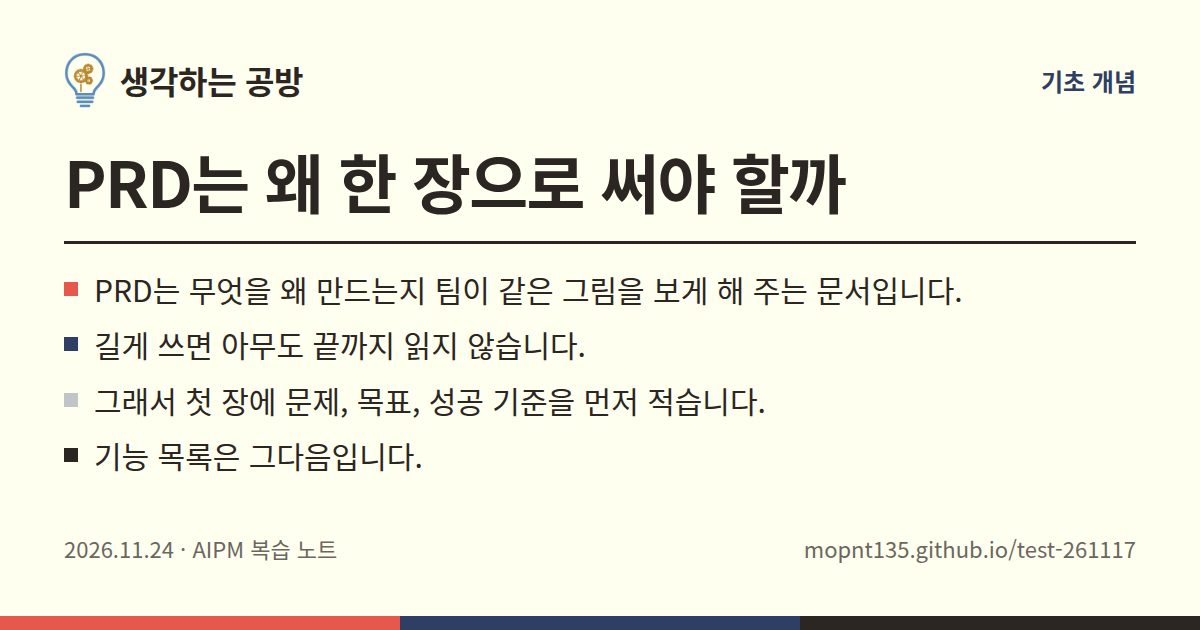 생각하는 공방
기초 개념
PRD는 왜 한 장으로 써야 할까
PRD는 무엇을 왜 만드는지 팀이 같은 그림을 보게 해 주는 문서입니다.
길게 쓰면 아무도 끝까지 읽지 않습니다.
그래서 첫 장에 문제, 목표, 성공 기준을 먼저 적습니다.
기능 목록은 그다음입니다.
2026.11.24 · AIPM 복습 노트
mopnt135.github.io/test-261117